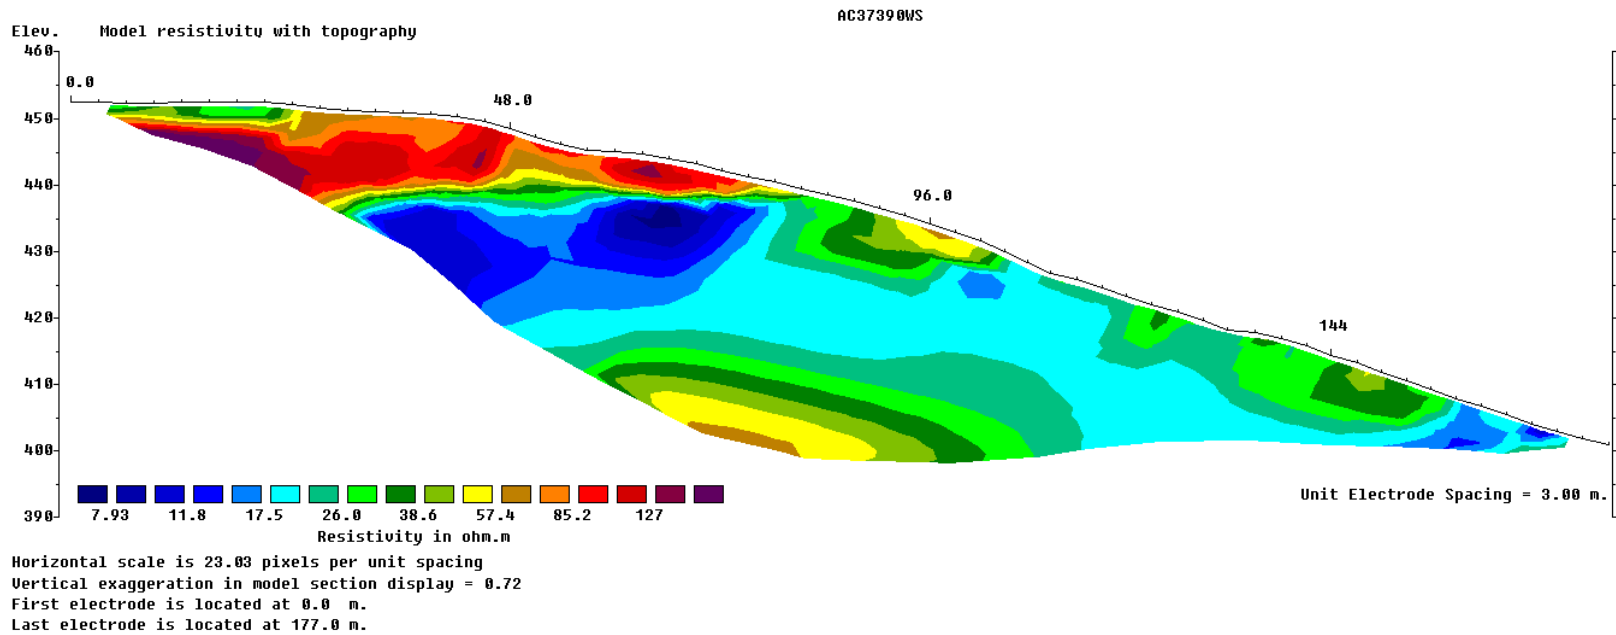 AC37390WS
Elev. Model resistivity with topography
460
0.0
48.0
450
440
96.0
430
420
144
410
400
Unit Electrode Spacing = 3.00 m.
390
7.93 11.8 17.5 26.0 38.6 57.4 85.2 127
Resistivity in ohm.m
Horizontal scale is 23.03 pixels per unit spacing
Vertical exaggeration in model section display = 0.72
First electrode is located at 0.0 m.
Last electrode is located at 177.0 m.